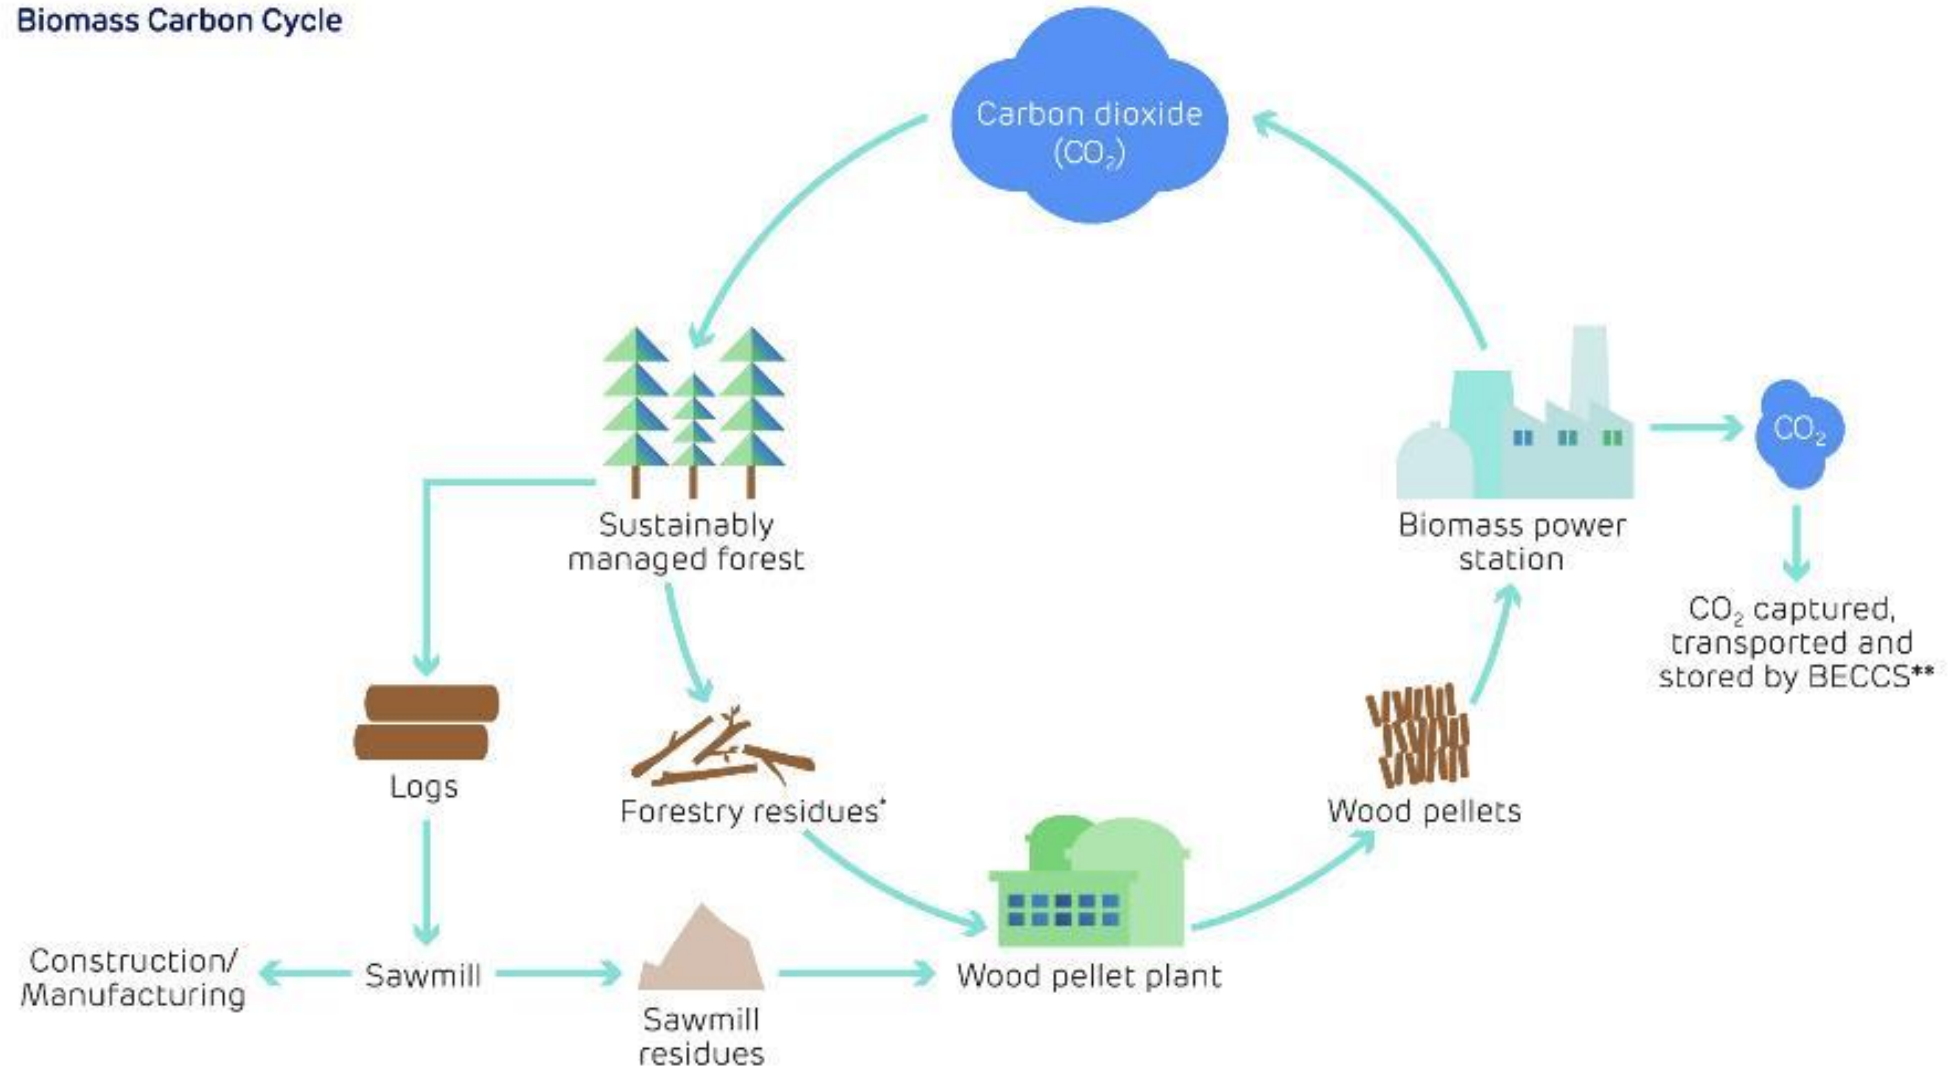 Biomass Carbon Cycle
Carbon dioxide
(CO₂)
Sustainably
managed forest
Biomass power
station
CO₂
CO₂ captured,
transported and
stored by BECCS**
Logs
Forestry residues*
Wood pellets
Construction/
Manufacturing
Sawmill
Sawmill
residues
Wood pellet plant